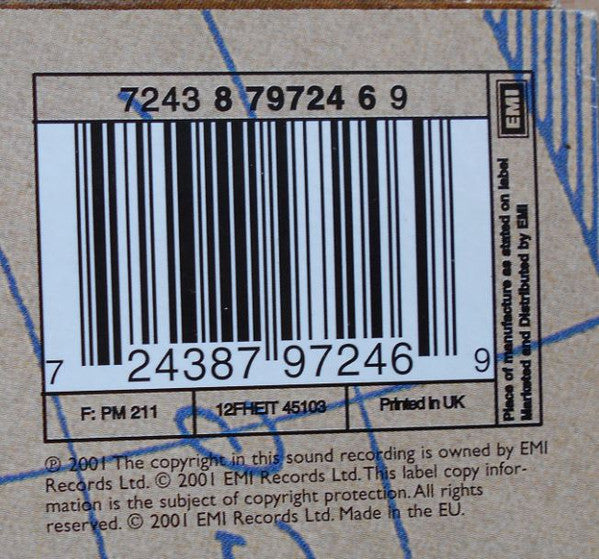 7243 8 79724 6 9
EMI
Place of manufacture as stated on label
Marketed and Distributed by EMI
7 24387 97246 9
F: PM 211
12FHEIT 45103
Printed in UK
℗ 2001 The copyright in this sound recording is owned by EMI
Records Ltd. © 2001 EMI Records Ltd. This label copy infor-
mation is the subject of copyright protection. All rights
reserved. © 2001 EMI Records Ltd. Made in the EU.